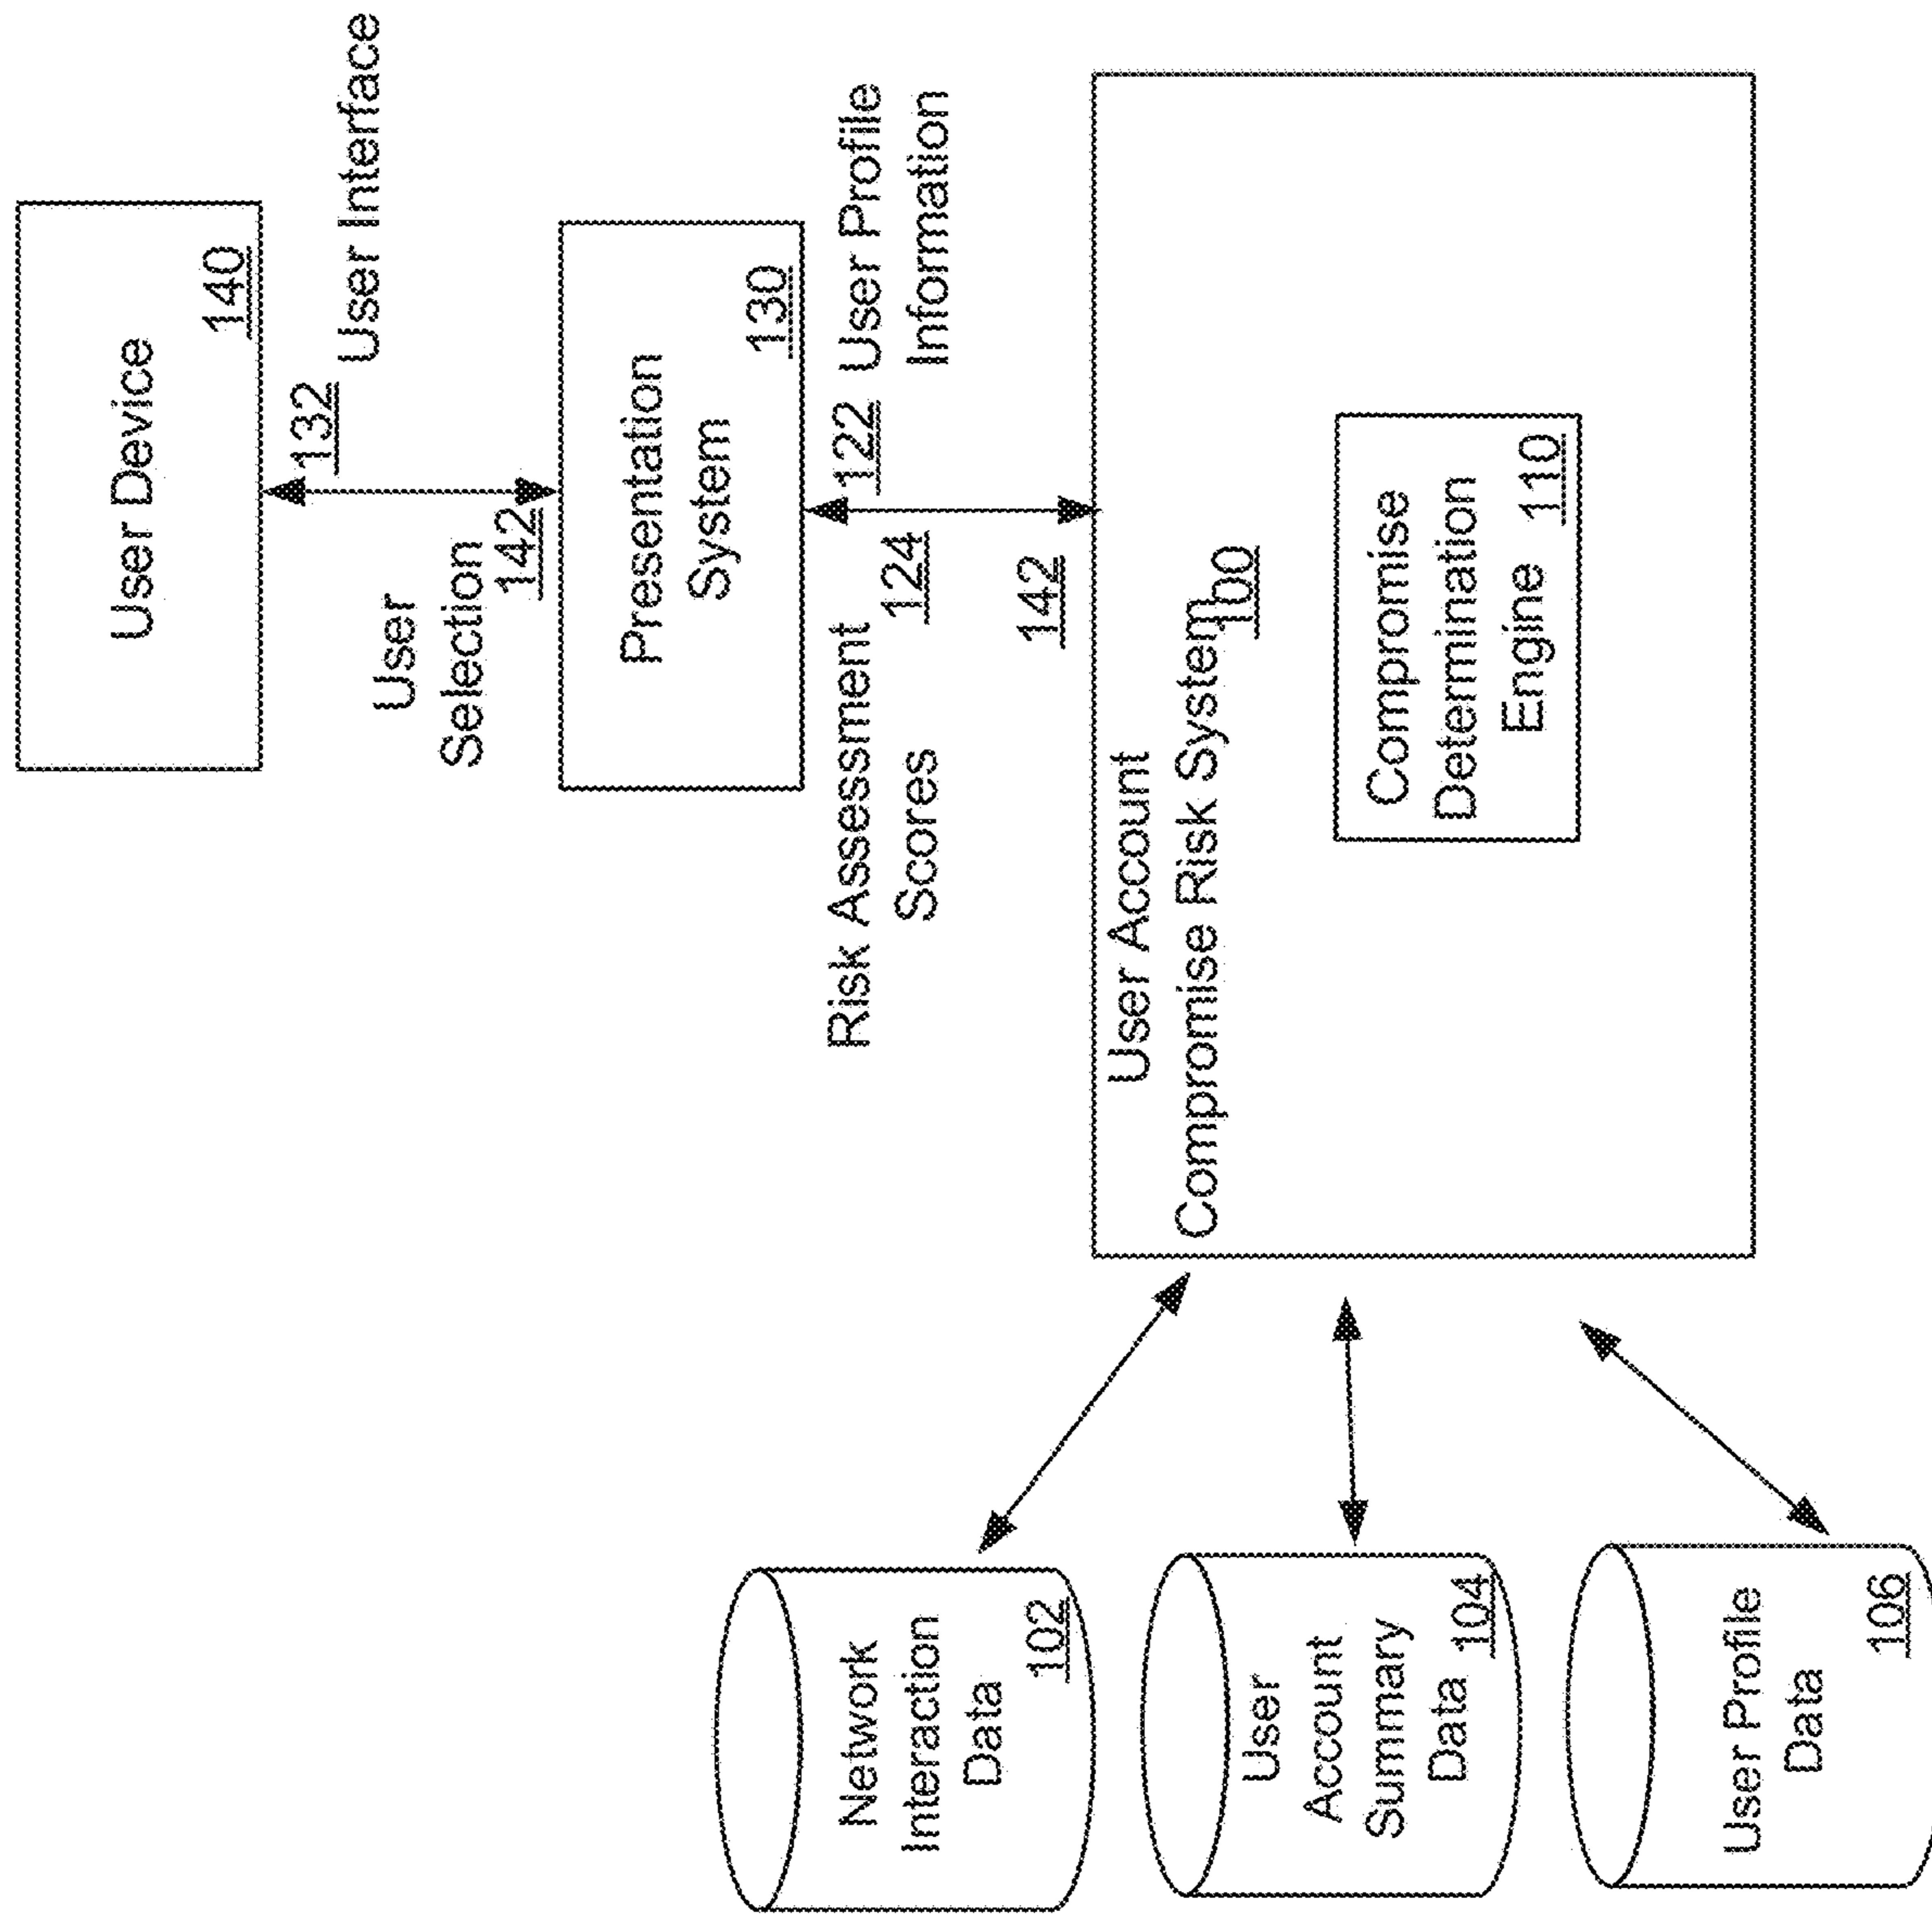 User Device
140
132
User Interface
User
Selection
142
Presentation
System
130
122 User Profile
Information
Risk Assessment
124
Scores
142
User Account
Compromise Risk System
100
Compromise
Determination
Engine 110
Network
Interaction
Data
102
User
Account
Summary
Data 104
User Profile
Data
106